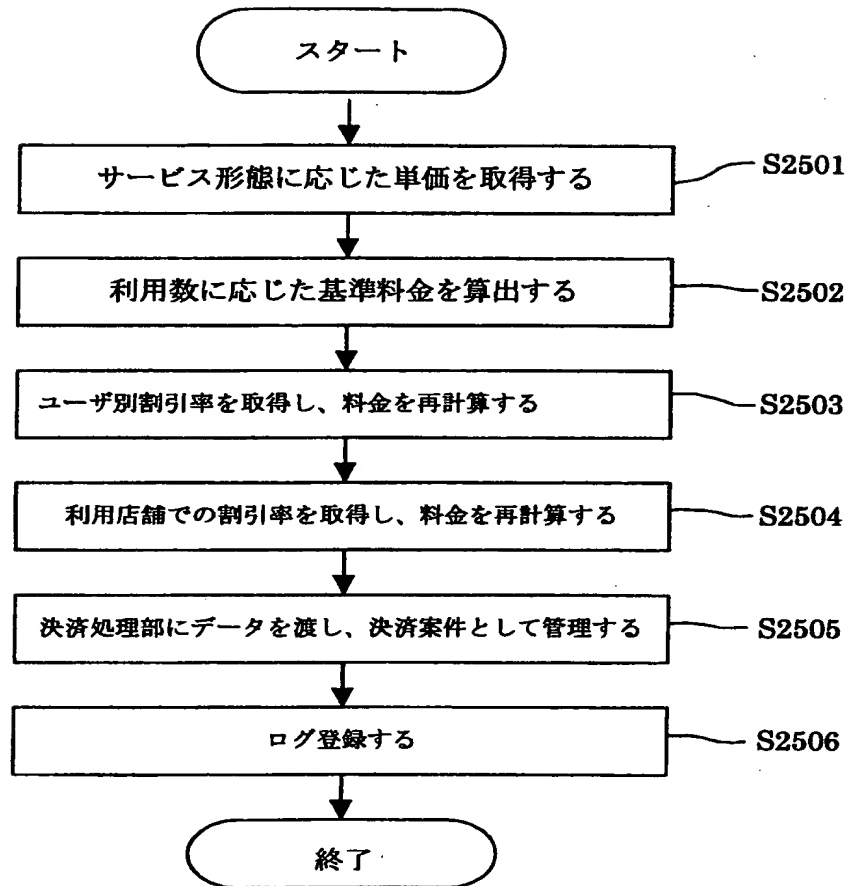 スタート
サービス形態に応じた単価を取得する
S2501
利用数に応じた基準料金を算出する
S2502
ユーザ別割引率を取得し、料金を再計算する
S2503
利用店舗での割引率を取得し、料金を再計算する
S2504
決済処理部にデータを渡し、決済案件として管理する
S2505
ログ登録する
S2506
終了